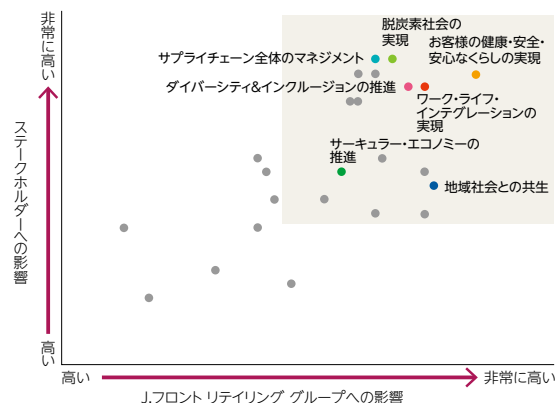 非常に高い
ステークホルダーへの影響
高い
脱炭素社会の
実現
サプライチェーン全体のマネジメント
お客様の健康・安全・
安心なくらしの実現
ダイバーシティ&インクルージョンの推進
ワーク・ライフ・
インテグレーションの
実現
サーキュラー・エコノミーの
推進
地域社会との共生
高い
非常に高い
J.フロント リテイリング グループへの影響